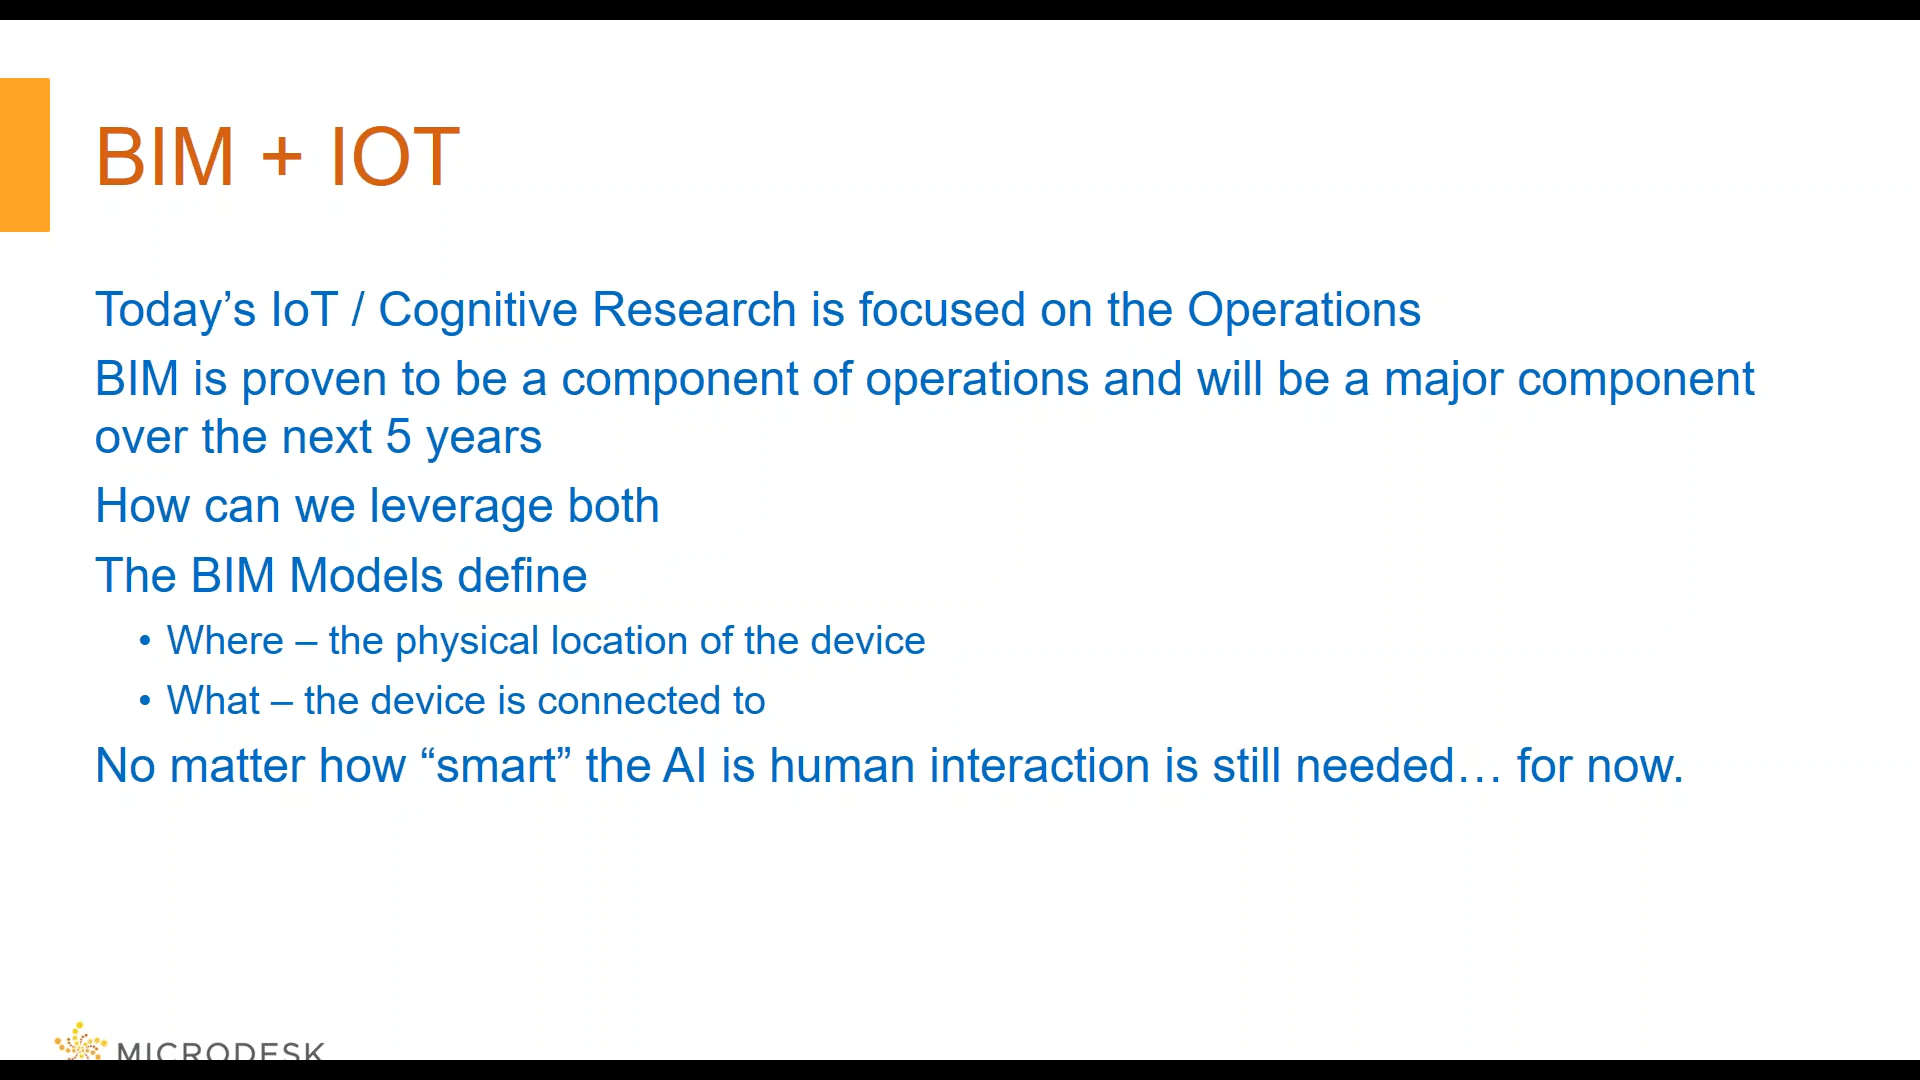 BIM + IOT
Today’s IoT / Cognitive Research is focused on the Operations
BIM is proven to be a component of operations and will be a major component
over the next 5 years
How can we leverage both
The BIM Models define
• Where – the physical location of the device
• What – the device is connected to
No matter how “smart” the AI is human interaction is still needed… for now.
MICRODESK